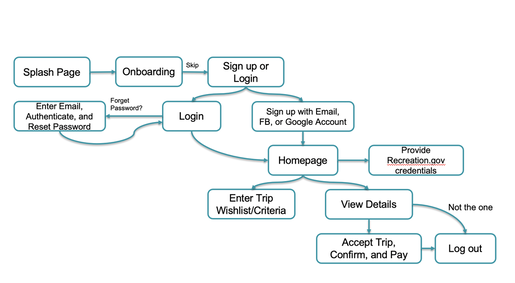 Splash Page
Onboarding
Skip
Sign up or
Login
Enter Email,
Authenticate, and
Reset Password
Forget
Password?
Login
Sign up with Email,
FB, or Google Account
Homepage
Provide
Recreation.gov
credentials
Enter Trip
Wishlist/Criteria
View Details
Not the one
Accept Trip,
Confirm, and Pay
Log out